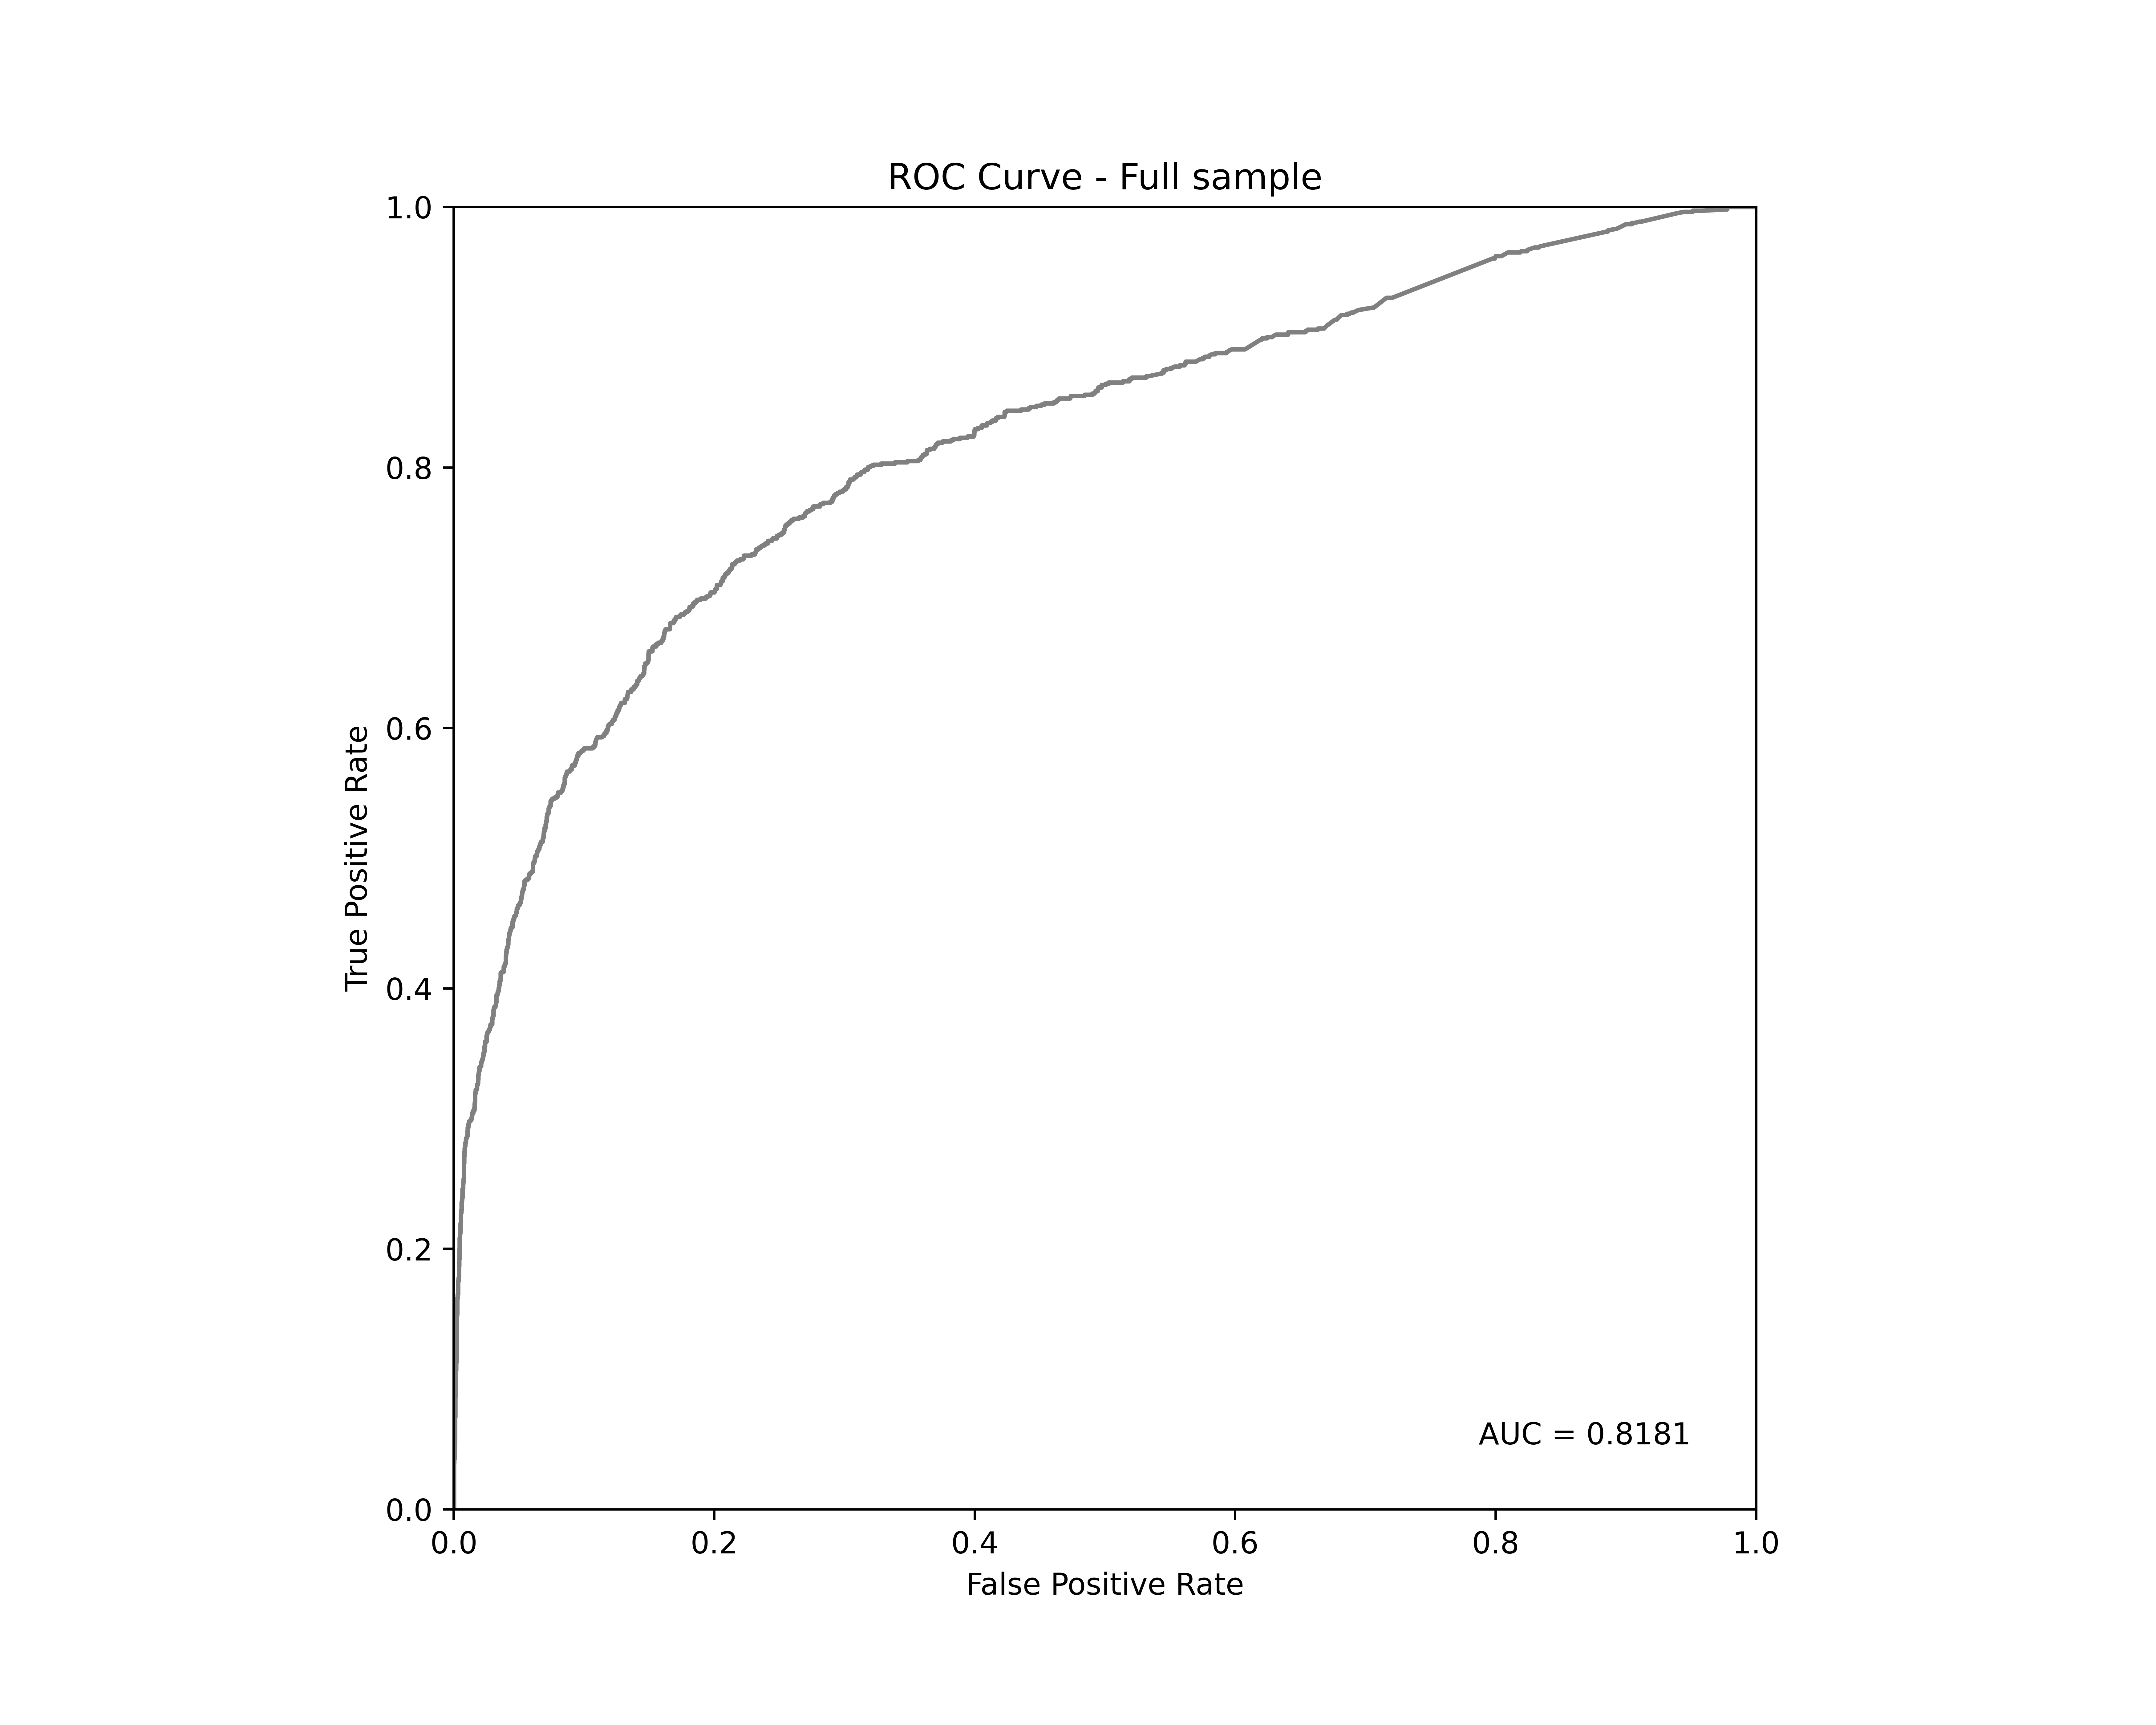 ROC Curve - Full sample
1.0
0.8
0.6
0.4
0.2
0.0
True Positive Rate
AUC = 0.8181
0.0 0.2 0.4 0.6 0.8 1.0
False Positive Rate